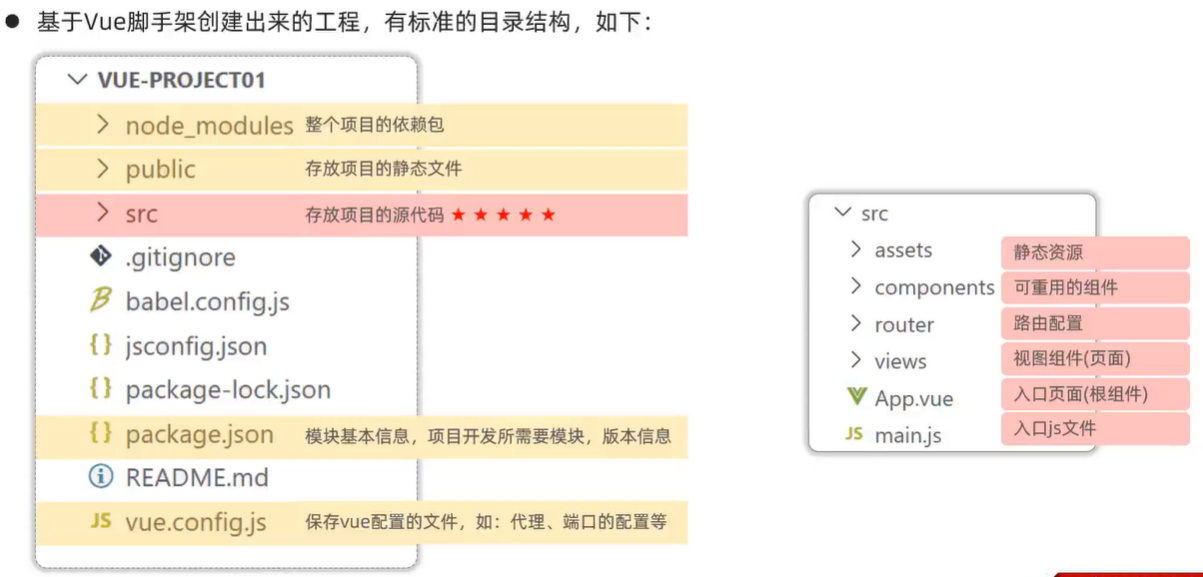 ● 基于Vue脚手架创建出来的工程，有标准的目录结构，如下：
VUE-PROJECT01
node_modules 整个项目的依赖包
public 存放项目的静态文件
src 存放项目的源代码 ★ ★ ★ ★ ★
.gitignore
babel.config.js
jsconfig.json
package-lock.json
package.json 模块基本信息，项目开发所需要模块，版本信息
README.md
JS vue.config.js 保存vue配置的文件，如：代理、端口的配置等
src
assets 静态资源
components 可重用的组件
router 路由配置
views 视图组件(页面)
App.vue 入口页面(根组件)
JS main.js 入口js文件